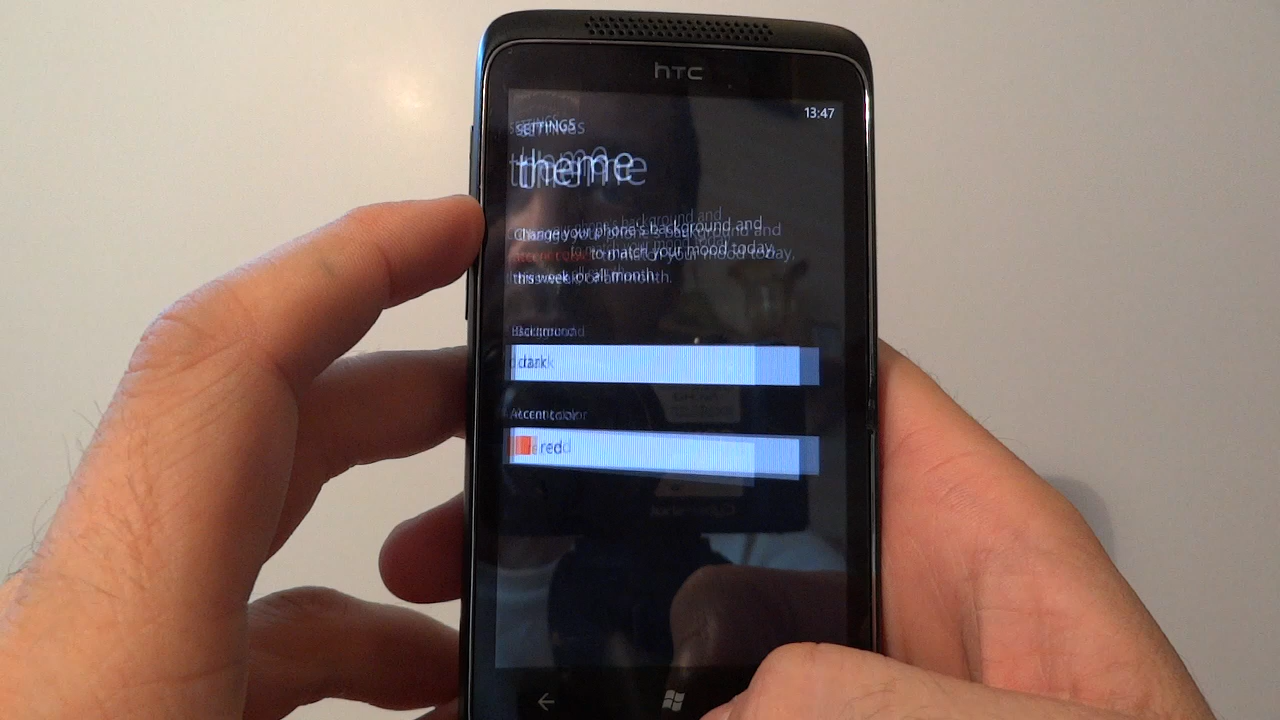 hTC
13:47
SETTINGS
theme
Change your phone's background and
accent color to match your mood today,
this week, or all month.
Background
dark
Accent color
red